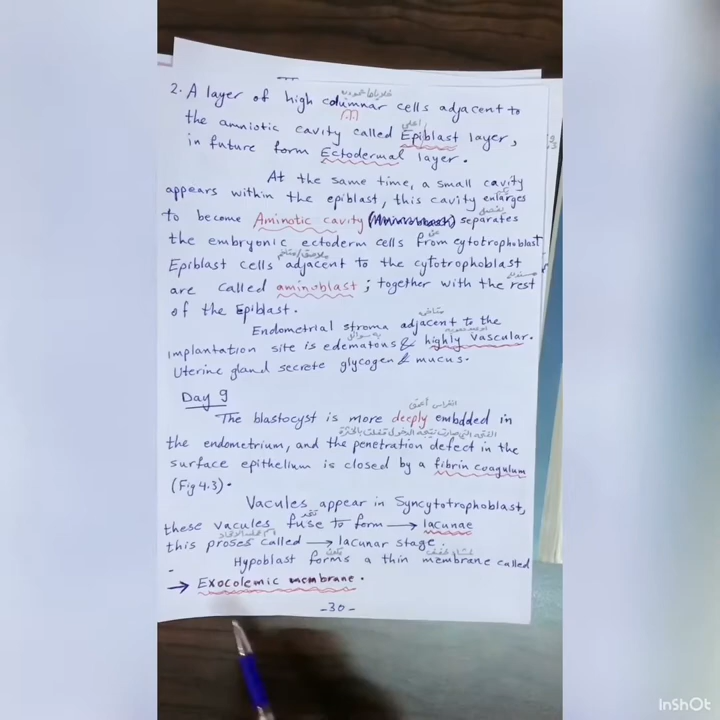 2. A layer of high columnar cells adjacent to
the amniotic cavity called Epiblast layer,
أعلى
in future form Ectodermal layer.
At the same time, a small cavity
appears within the epiblast, this cavity enlarges
to become Aminotic cavity separates
the embryonic ectoderm cells from cytotrophoblast
عن
Epiblast cells adjacent to the cytotrophoblast
are called aminoblast; together with the rest
of the Epiblast.
Endometrial stroma adjacent to the
implantation site is edematons & highly vascular.
Uterine gland secrete glycogen & mucus.
Day 9
انغراس أعمق
The blastocyst is more deeply embdded in
the endometrium, and the penetration defect in the
surface epithelium is closed by a fibrin coagulum
(Fig 4.3).
Vacules appear in Syncytotrophoblast,
these vacules fuse to form → lacunae
this proses called → lacunar stage.
Hypoblast forms a thin membrane called
→ Exocolemic membrane.
-30-
InShOt